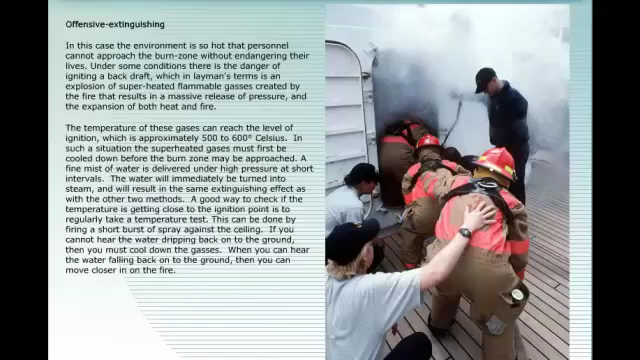 Offensive-extinguishing
In this case the environment is so hot that personnel
cannot approach the burn-zone without endangering their
lives. Under some conditions there is the danger of
igniting a back draft, which in layman's terms is an
explosion of super-heated flammable gasses created by
the fire that results in a massive release of pressure, and
the expansion of both heat and fire.
The temperature of these gases can reach the level of
ignition, which is approximately 500 to 600° Celsius. In
such a situation the superheated gases must first be
cooled down before the burn zone may be approached. A
fine mist of water is delivered under high pressure at short
intervals. The water will immediately be turned into
steam, and will result in the same extinguishing effect as
with the other two methods. A good way to check if the
temperature is getting close to the ignition point is to
regularly take a temperature test. This can be done by
firing a short burst of spray against the ceiling. If you
cannot hear the water dripping back on to the ground,
then you must cool down the gasses. When you can hear
the water falling back on to the ground, then you can
move closer in on the fire.